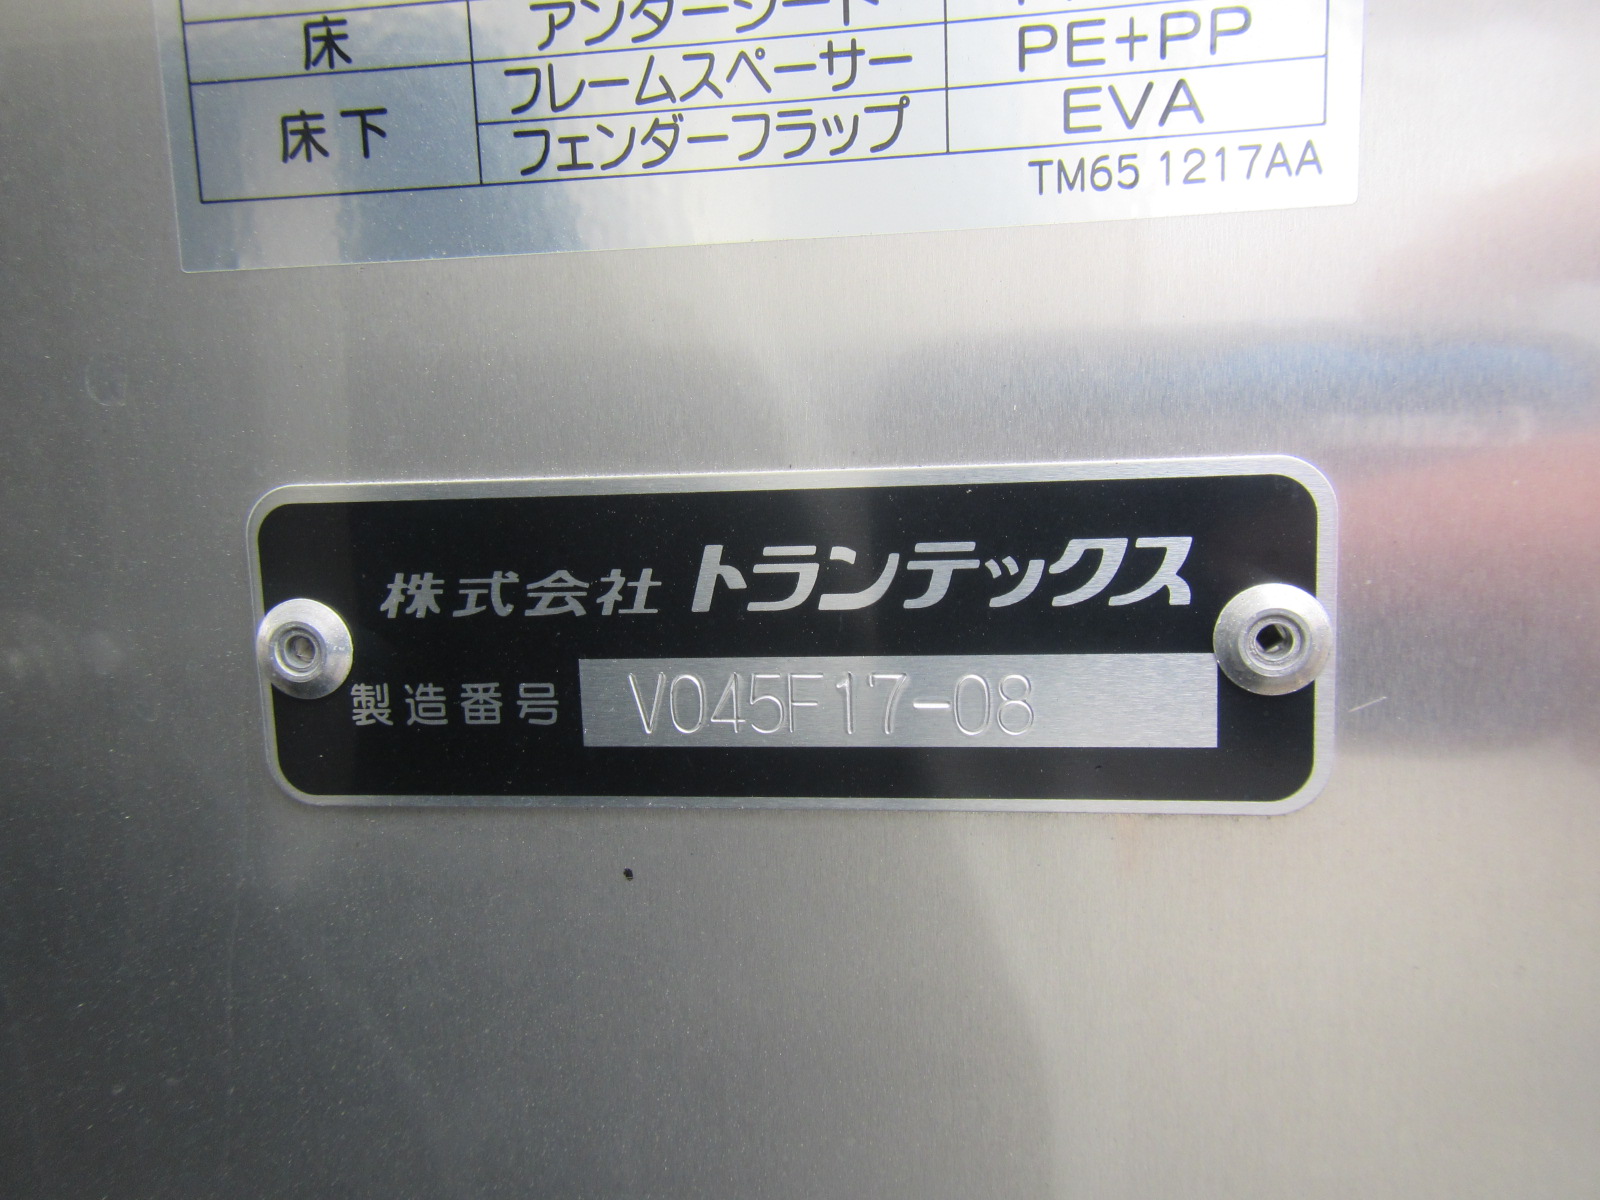 床 アンダーシート
フレームスペーサー PE+PP
床下 フェンダーフラップ EVA
TM65 1217AA
株式会社 トランテックス
製造番号 V045F17-08